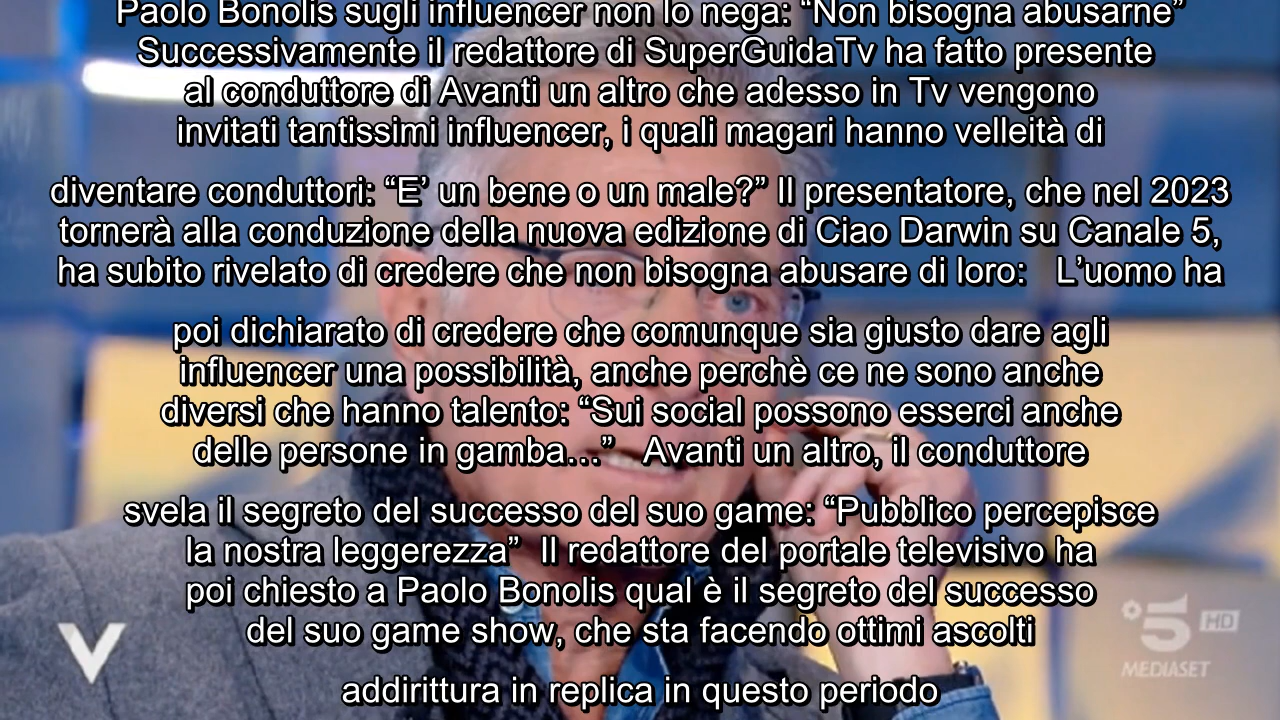 Paolo Bonolis sugli influencer non lo nega: “Non bisogna abusarne”
Successivamente il redattore di SuperGuidaTv ha fatto presente
al conduttore di Avanti un altro che adesso in Tv vengono
invitati tantissimi influencer, i quali magari hanno velleità di
diventare conduttori: “E’ un bene o un male?” Il presentatore, che nel 2023
tornerà alla conduzione della nuova edizione di Ciao Darwin su Canale 5,
ha subito rivelato di credere che non bisogna abusare di loro:   L’uomo ha
poi dichiarato di credere che comunque sia giusto dare agli
influencer una possibilità, anche perchè ce ne sono anche
diversi che hanno talento: “Sui social possono esserci anche
delle persone in gamba…”   Avanti un altro, il conduttore
svela il segreto del successo del suo game: “Pubblico percepisce
la nostra leggerezza”  Il redattore del portale televisivo ha
poi chiesto a Paolo Bonolis qual è il segreto del successo
del suo game show, che sta facendo ottimi ascolti
addirittura in replica in questo periodo
V
5 HD
MEDIASET